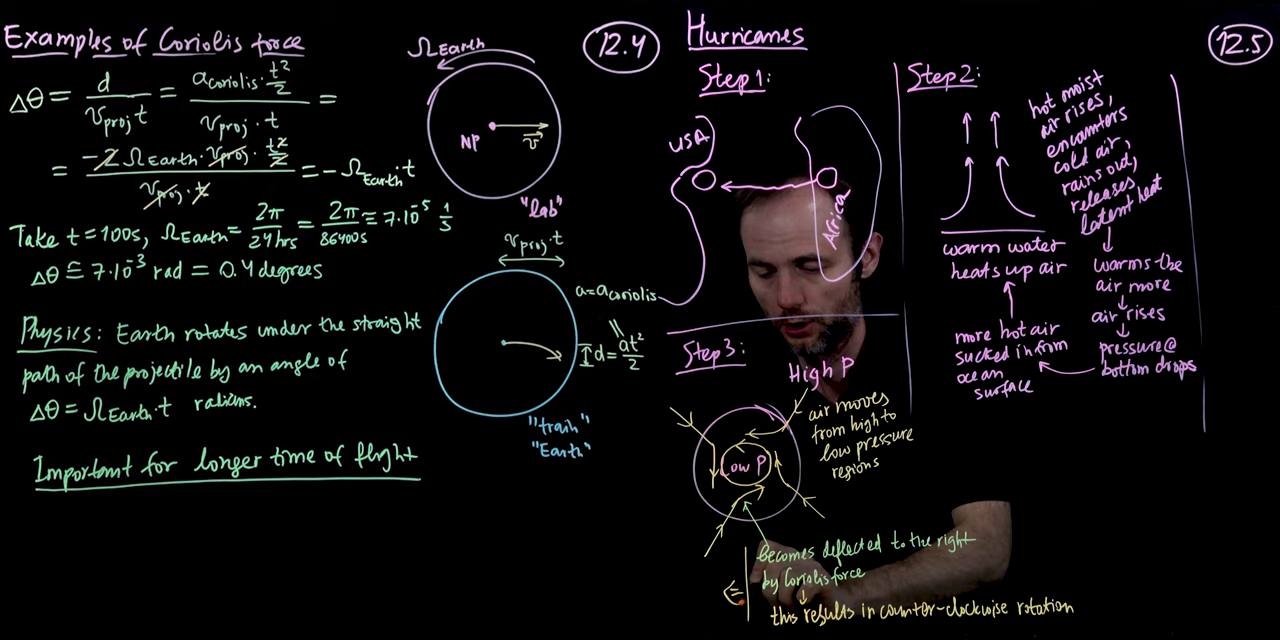 Examples of Coriolis force
Δθ = d / v_proj t = a_coriolis · t²/2 / v_proj · t =
= -2 Ω_Earth · v_proj · t²/2 / v_proj · t = - Ω_Earth · t
Take t = 100s, Ω_Earth = 2π / 24hrs = 2π / 86400s ≅ 7·10⁻⁵ 1/s
Δθ ≅ 7·10⁻³ rad = 0.4 degrees
Physics: Earth rotates under the straight
path of the projectile by an angle of
Δθ = Ω_Earth · t radians.
Important for longer time of flight
Ω_Earth
NP
v
"lab"
v_proj · t
a = a_coriolis
d = at²/2
"train"
"Earth"
12.4
Hurricanes
Step 1:
USA
Africa
Step 2:
hot moist
air rises,
encounters
cold air,
rains out,
releases
latent heat
warms the
air more
air rises
pressure @
bottom drops
more hot air
sucked in from
ocean
surface
warm water
heats up air
Step 3:
High P
Low P
air moves
from high to
low pressure
regions
becomes deflected to the right
by Coriolis force
this results in counter-clockwise rotation
12.5